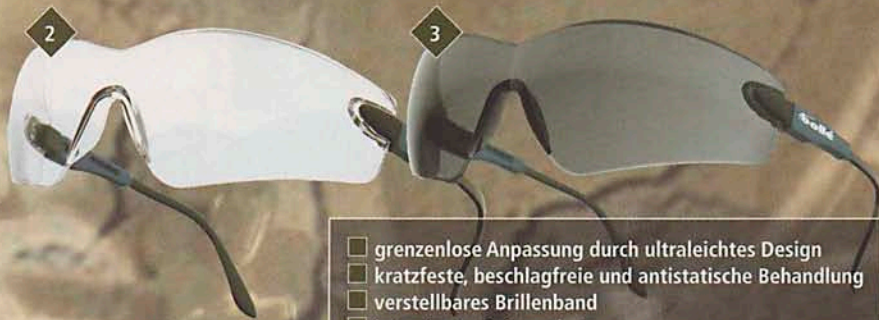 2
3
bollé
grenzenlose Anpassung durch ultraleichtes Design
kratzfeste, beschlagfreie und antistatische Behandlung
verstellbares Brillenband